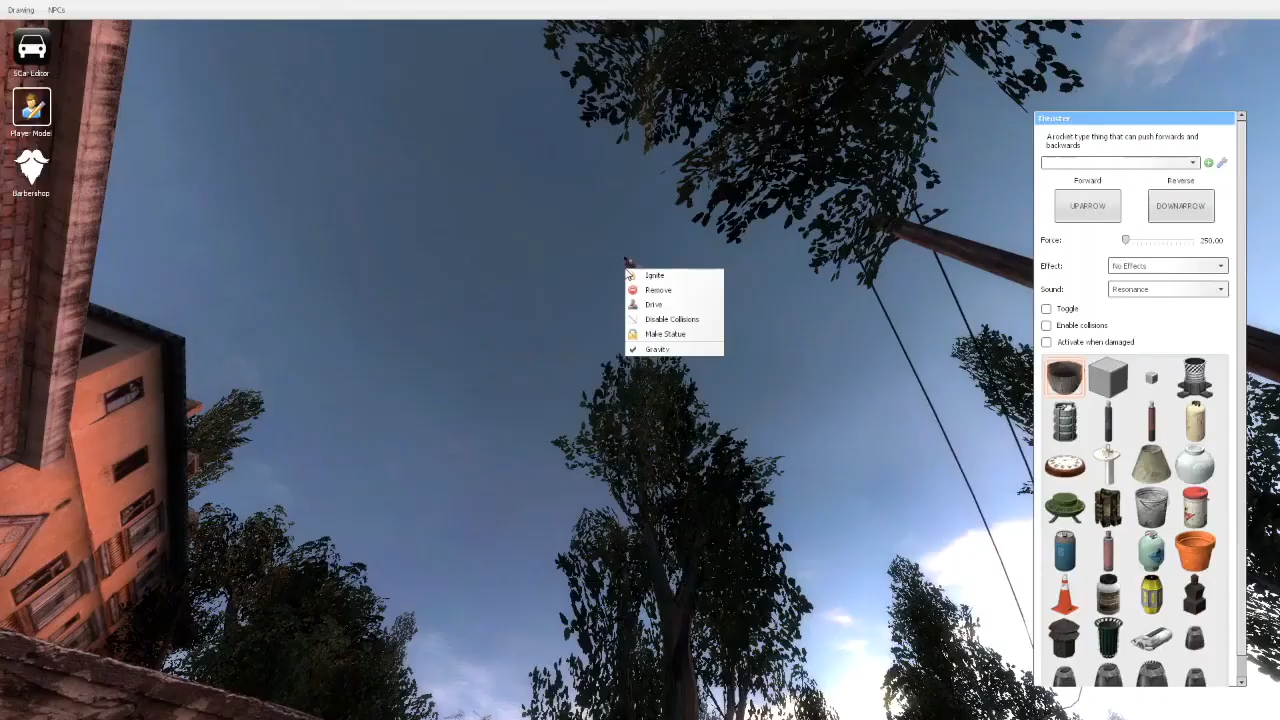 Drawing NPCs
SCar Editor
Player Model
Barbershop
Ignite
Remove
Drive
Disable Collisions
Make Statue
Gravity
Thruster
A rocket type thing that can push forwards and
backwards
Forward Reverse
UPARROW DOWNARROW
Force: 250.00
Effect: No Effects
Sound: Resonance
Toggle
Enable collisions
Activate when damaged